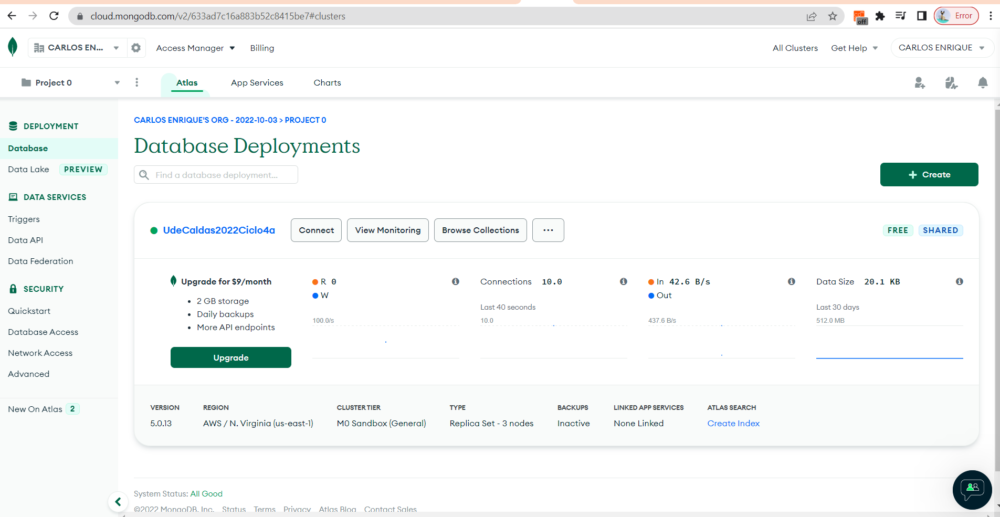 cloud.mongodb.com/v2/633ad7c16a883b52c8415be7#clusters
off
Error
CARLOS EN...
Access Manager
Billing
All Clusters
Get Help
CARLOS ENRIQUE
Project 0
Atlas
App Services
Charts
DEPLOYMENT
Database
Data Lake PREVIEW
DATA SERVICES
Triggers
Data API
Data Federation
SECURITY
Quickstart
Database Access
Network Access
Advanced
New On Atlas 2
CARLOS ENRIQUE'S ORG - 2022-10-03 > PROJECT 0
Database Deployments
Find a database deployment...
+ Create
UdeCaldas2022Ciclo4a
Connect
View Monitoring
Browse Collections
...
FREE
SHARED
Upgrade for $9/month
• 2 GB storage
• Daily backups
• More API endpoints
Upgrade
R 0
W
100.0/s
Connections 10.0
Last 40 seconds
10.0
In 42.6 B/s
Out
437.6 B/s
Data Size 20.1 KB
Last 30 days
512.0 MB
VERSION
5.0.13
REGION
AWS / N. Virginia (us-east-1)
CLUSTER TIER
M0 Sandbox (General)
TYPE
Replica Set - 3 nodes
BACKUPS
Inactive
LINKED APP SERVICES
None Linked
ATLAS SEARCH
Create Index
System Status: All Good
©2022 MongoDB, Inc. Status Terms Privacy Atlas Blog Contact Sales